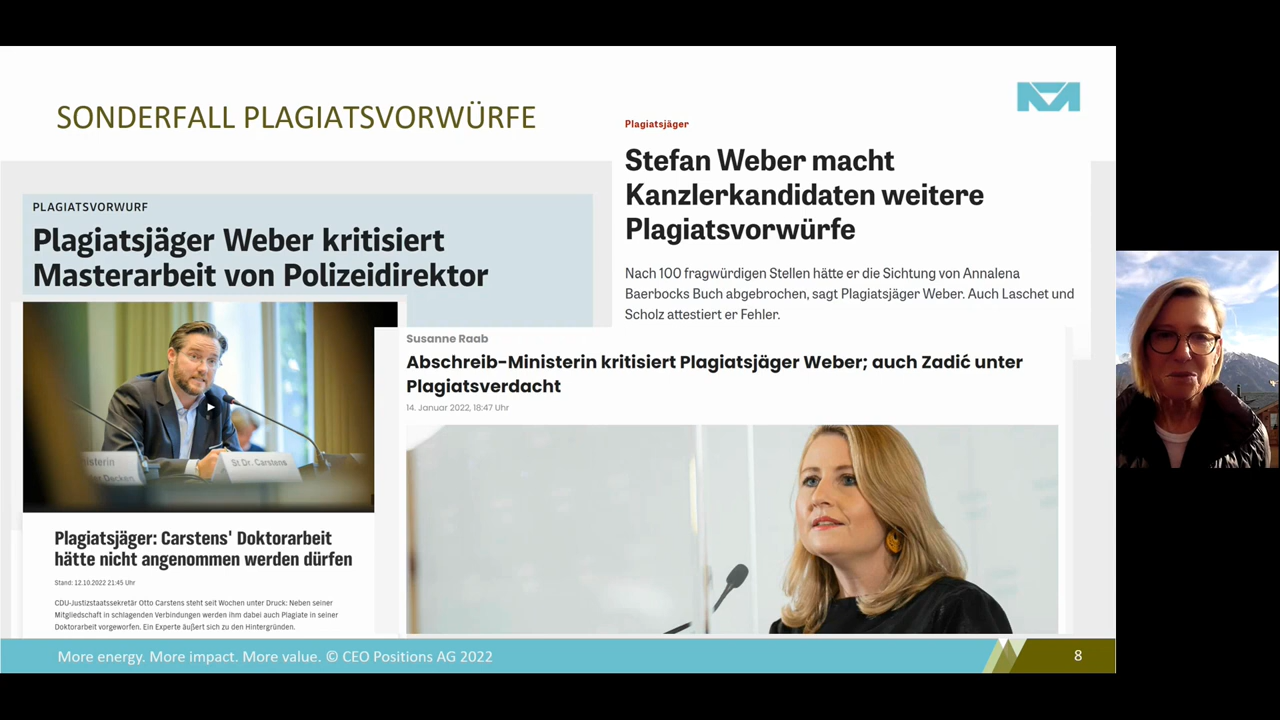 SONDERFALL PLAGIATSVORWÜRFE
PLAGIATSVORWURF
Plagiatsjäger Weber kritisiert
Masterarbeit von Polizeidirektor
Plagiatsjäger
Stefan Weber macht
Kanzlerkandidaten weitere
Plagiatsvorwürfe
Nach 100 fragwürdigen Stellen hätte er die Sichtung von Annalena
Baerbocks Buch abgebrochen, sagt Plagiatsjäger Weber. Auch Laschet und
Scholz attestiert er Fehler.
St.Dr. Carstens
Plagiatsjäger: Carstens' Doktorarbeit
hätte nicht angenommen werden dürfen
Stand: 12.10.2022 21:45 Uhr
CDU-Justizstaatssekretär Otto Carstens steht seit Wochen unter Druck: Neben seiner
Mitgliedschaft in schlagenden Verbindungen werden ihm dabei auch Plagiate in seiner
Doktorarbeit vorgeworfen. Ein Experte äußert sich zu den Hintergründen.
Susanne Raab
Abschreib-Ministerin kritisiert Plagiatsjäger Weber; auch Zadić unter
Plagiatsverdacht
14. Januar 2022, 18:47 Uhr
More energy. More impact. More value. © CEO Positions AG 2022
8